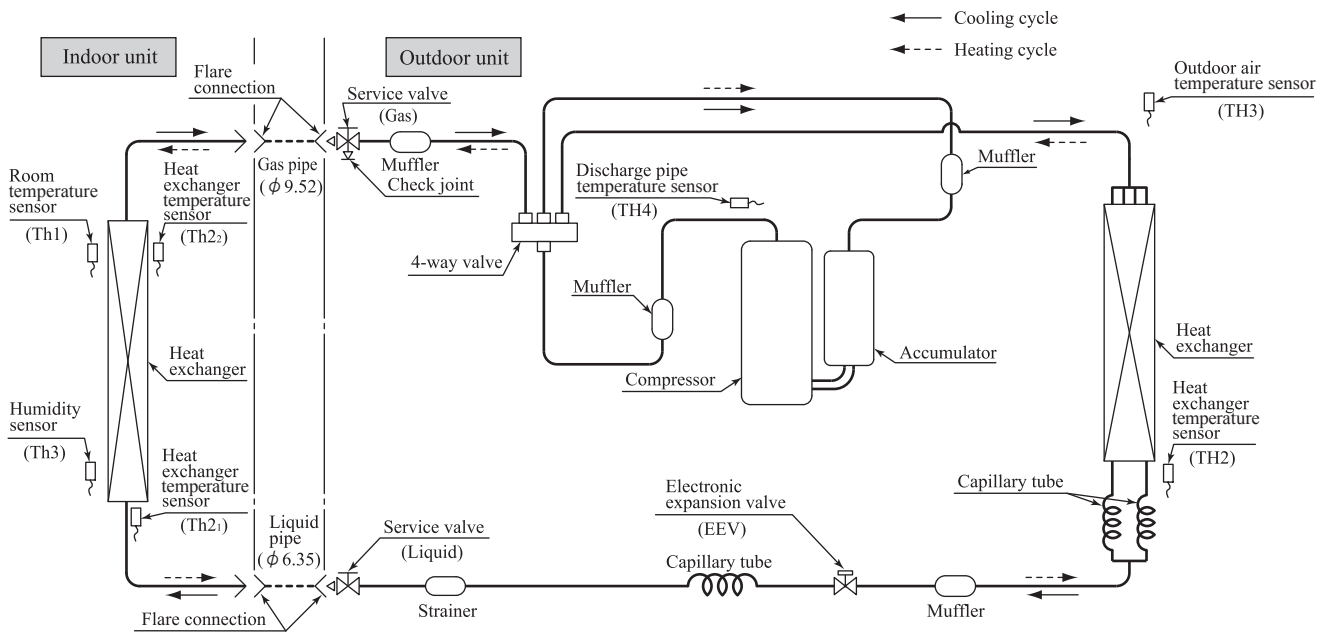 Cooling cycle
Heating cycle
Indoor unit
Outdoor unit
Flare
connection
Service valve
(Gas)
Outdoor air
temperature sensor
(TH3)
Gas pipe
(ϕ9.52)
Muffler
Check joint
Muffler
Room
temperature
sensor
(Th1)
Heat
exchanger
temperature
sensor
(Th2₂)
Discharge pipe
temperature sensor
(TH4)
4-way valve
Muffler
Heat
exchanger
Compressor
Accumulator
Heat
exchanger
Humidity
sensor
(Th3)
Heat
exchanger
temperature
sensor
(TH2)
Heat
exchanger
temperature
sensor
(Th2₁)
Liquid
pipe
(ϕ6.35)
Service valve
(Liquid)
Electronic
expansion valve
(EEV)
Capillary tube
Capillary tube
Flare connection
Strainer
Muffler